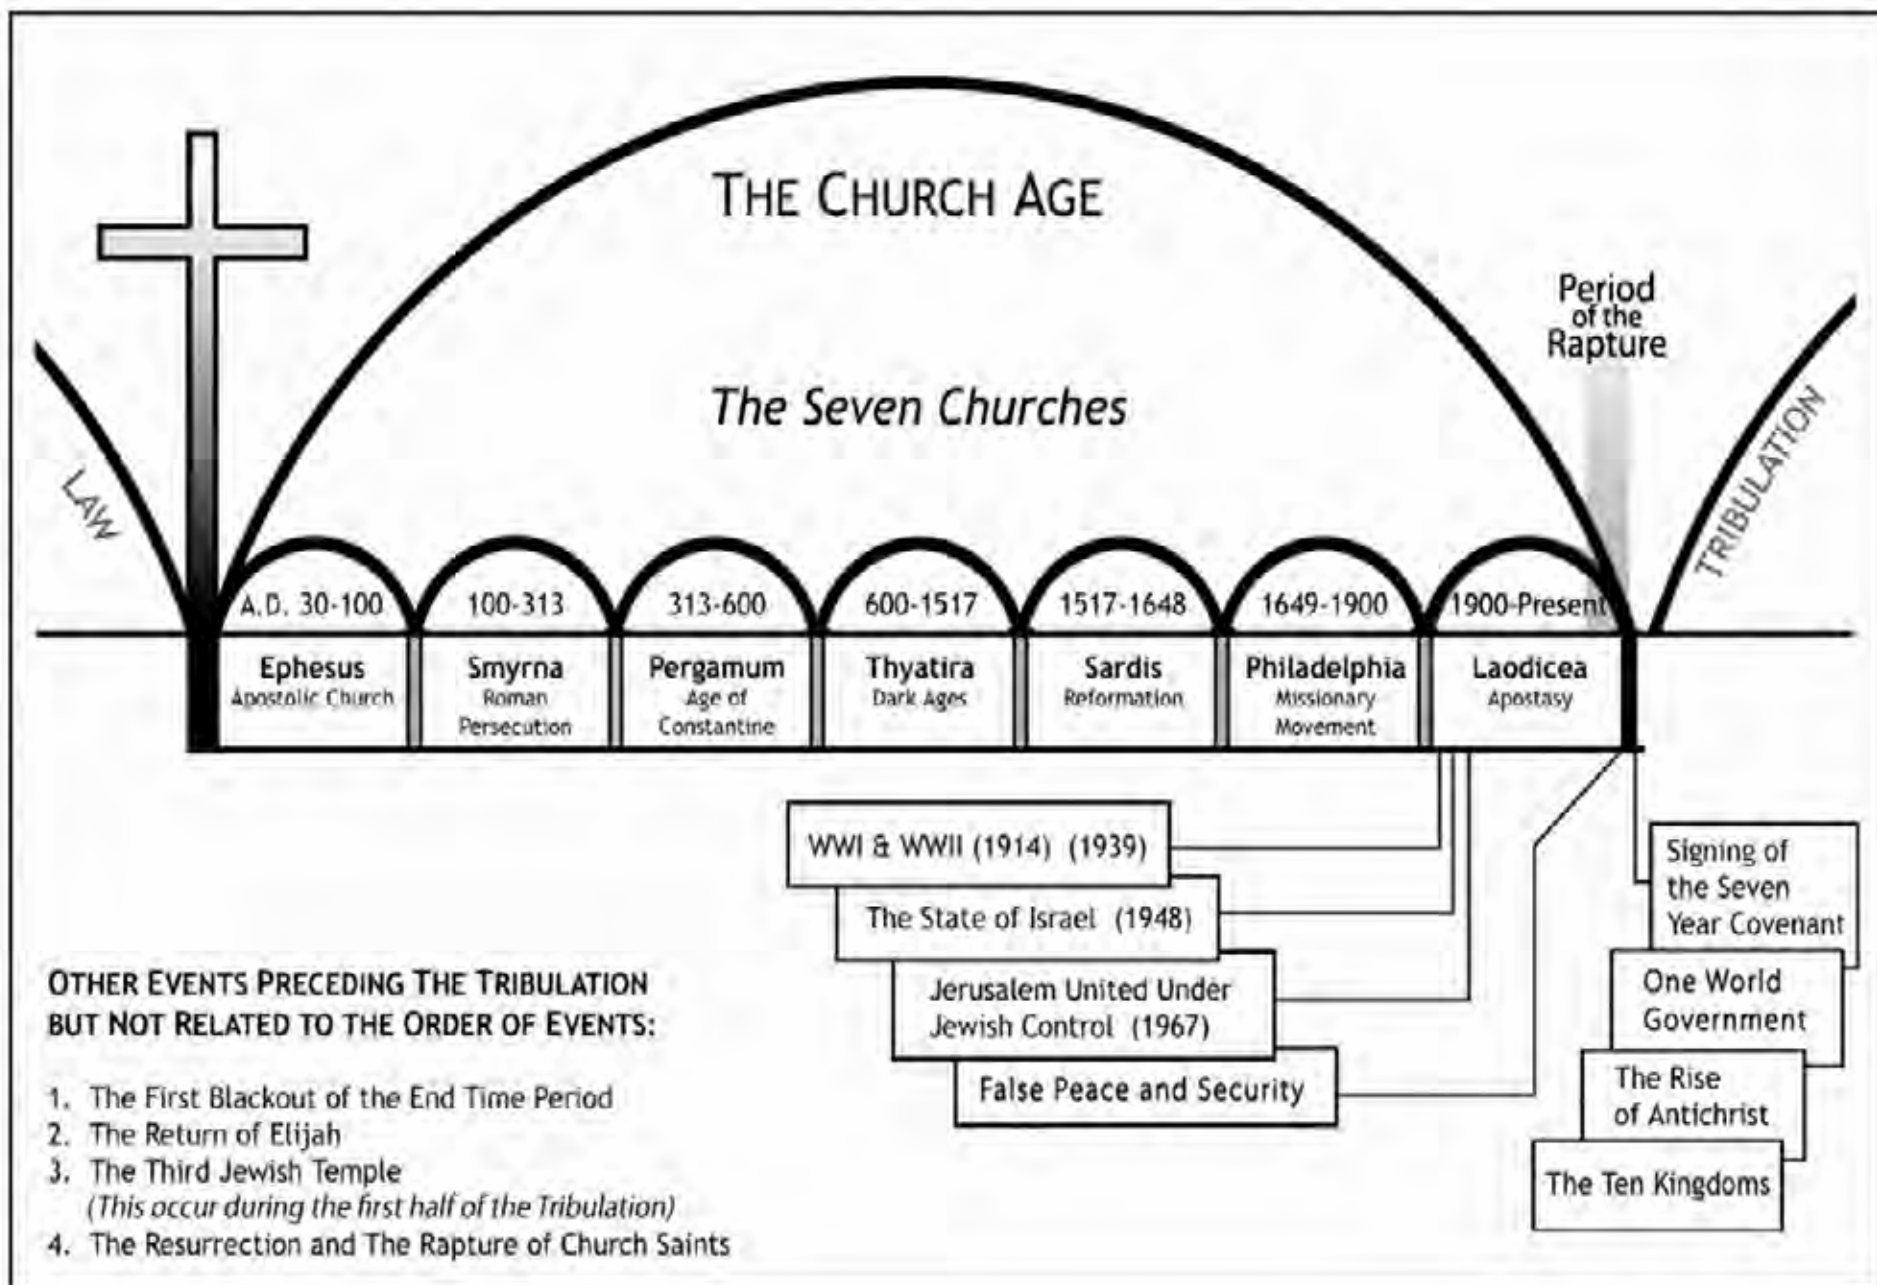 THE CHURCH AGE
The Seven Churches
Period
of the
Rapture
LAW
TRIBULATION
A.D. 30-100
100-313
313-600
600-1517
1517-1648
1649-1900
1900-Present
Ephesus
Apostolic Church
Smyrna
Roman
Persecution
Pergamum
Age of
Constantine
Thyatira
Dark Ages
Sardis
Reformation
Philadelphia
Missionary
Movement
Laodicea
Apostasy
WWI & WWII (1914) (1939)
The State of Israel (1948)
Jerusalem United Under
Jewish Control (1967)
False Peace and Security
Signing of
the Seven
Year Covenant
One World
Government
The Rise
of Antichrist
The Ten Kingdoms
OTHER EVENTS PRECEDING THE TRIBULATION
BUT NOT RELATED TO THE ORDER OF EVENTS:
1. The First Blackout of the End Time Period
2. The Return of Elijah
3. The Third Jewish Temple
(This occur during the first half of the Tribulation)
4. The Resurrection and The Rapture of Church Saints